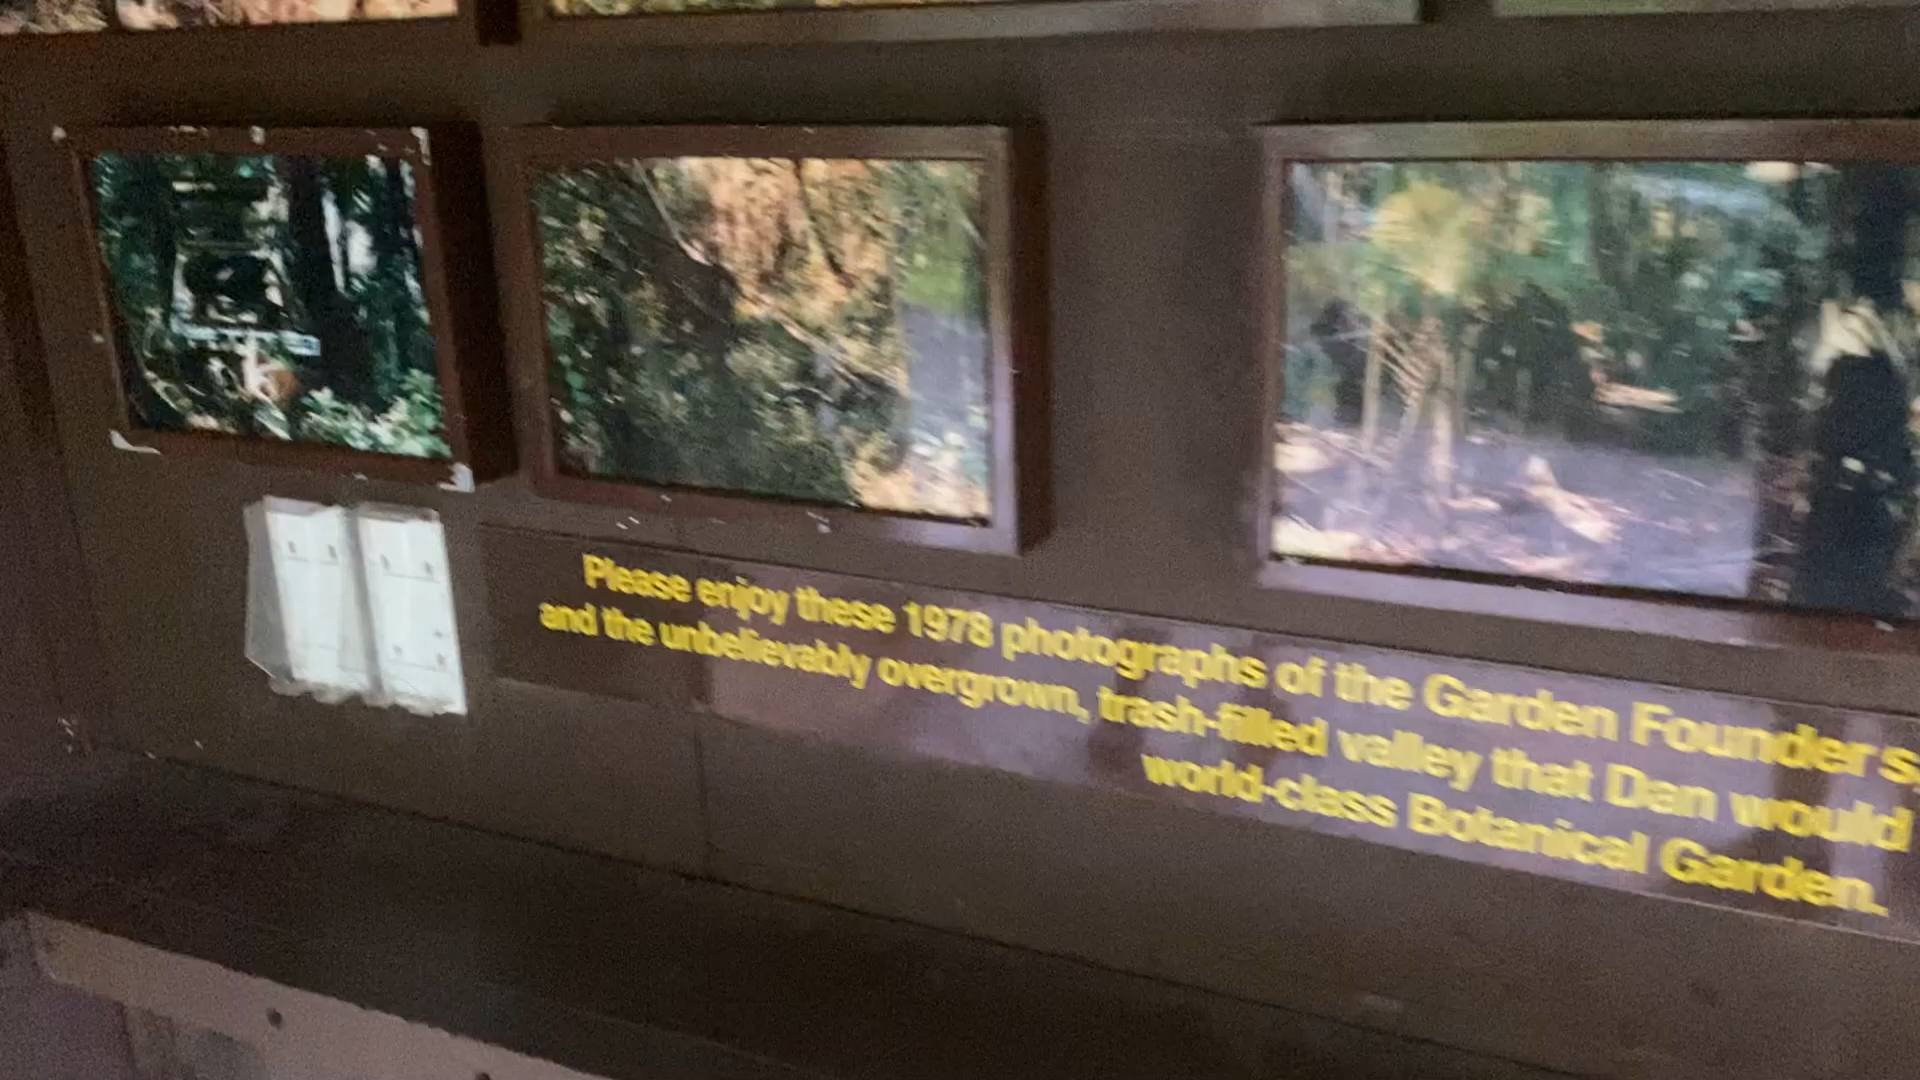 Please enjoy these 1978 photographs of the Garden Founders,
and the unbelievably overgrown, trash-filled valley that Dan would
world-class Botanical Garden.